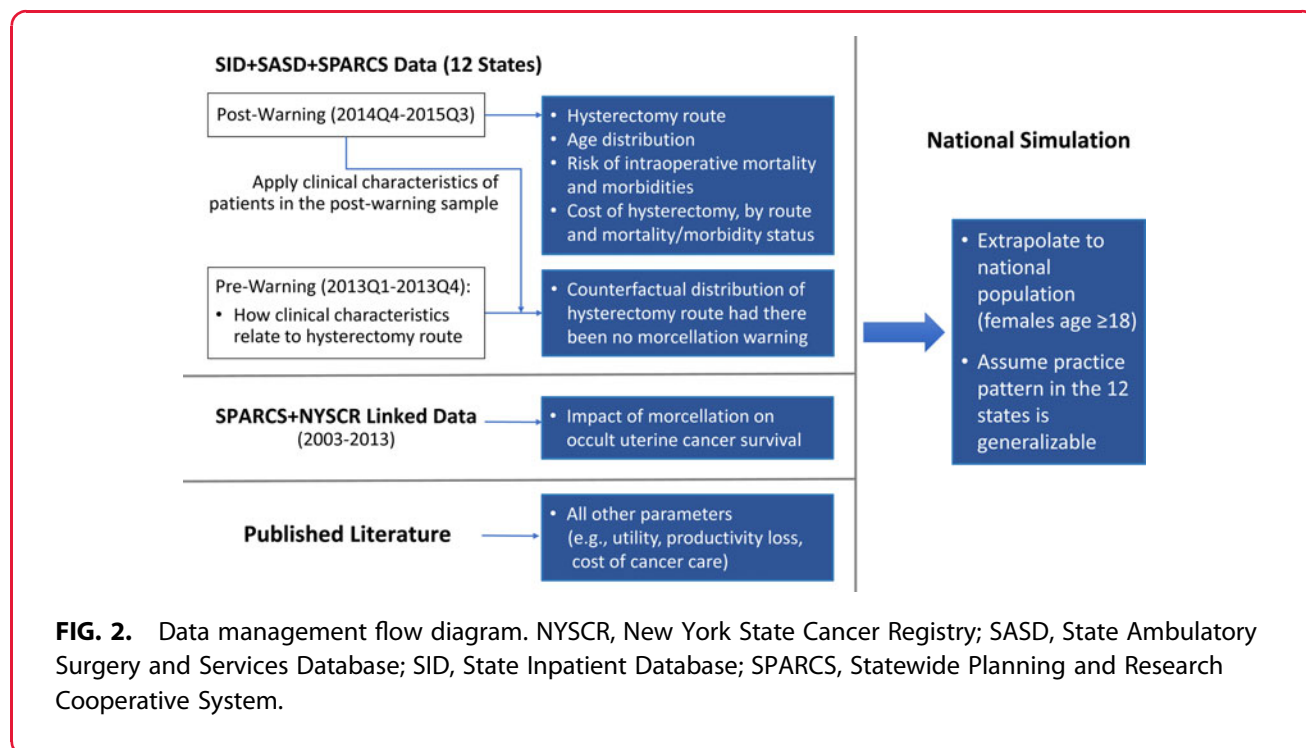 SID+SASD+SPARCS Data (12 States)
Post-Warning (2014Q4-2015Q3)
• Hysterectomy route
• Age distribution
• Risk of intraoperative mortality
and morbidities
• Cost of hysterectomy, by route
and mortality/morbidity status
Apply clinical characteristics of
patients in the post-warning sample
Pre-Warning (2013Q1-2013Q4):
• How clinical characteristics
relate to hysterectomy route
• Counterfactual distribution of
hysterectomy route had there
been no morcellation warning
SPARCS+NYSCR Linked Data
(2003-2013)
• Impact of morcellation on
occult uterine cancer survival
Published Literature
• All other parameters
(e.g., utility, productivity loss,
cost of cancer care)
National Simulation
• Extrapolate to
national
population
(females age ≥18)
• Assume practice
pattern in the 12
states is
generalizable
FIG. 2. Data management flow diagram. NYSCR, New York State Cancer Registry; SASD, State Ambulatory
Surgery and Services Database; SID, State Inpatient Database; SPARCS, Statewide Planning and Research
Cooperative System.